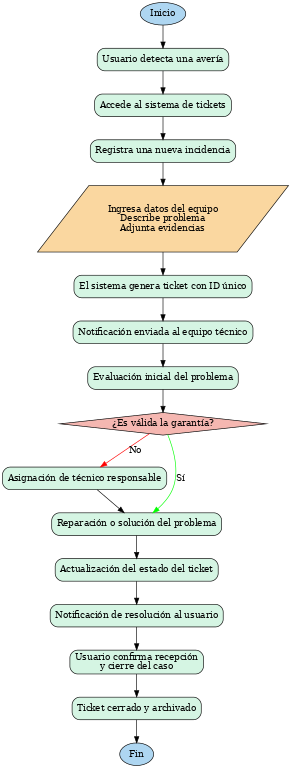 Inicio
Usuario detecta una avería
Accede al sistema de tickets
Registra una nueva incidencia
Ingresa datos del equipo
Describe problema
Adjunta evidencias
El sistema genera ticket con ID único
Notificación enviada al equipo técnico
Evaluación inicial del problema
¿Es válida la garantía?
No
Asignación de técnico responsable
Sí
Reparación o solución del problema
Actualización del estado del ticket
Notificación de resolución al usuario
Usuario confirma recepción
y cierre del caso
Ticket cerrado y archivado
Fin